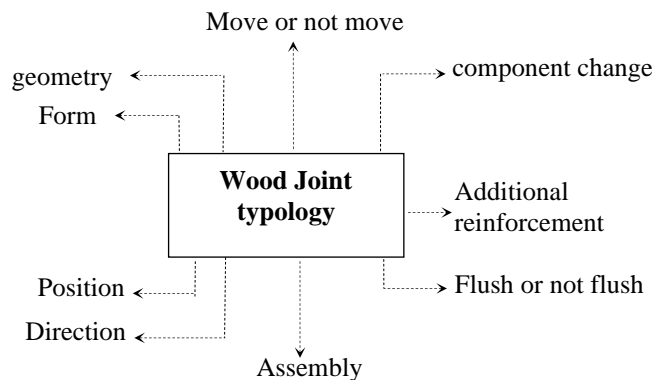 Move or not move
geometry
component change
Form
Wood Joint
typology
Additional
reinforcement
Position
Flush or not flush
Direction
Assembly